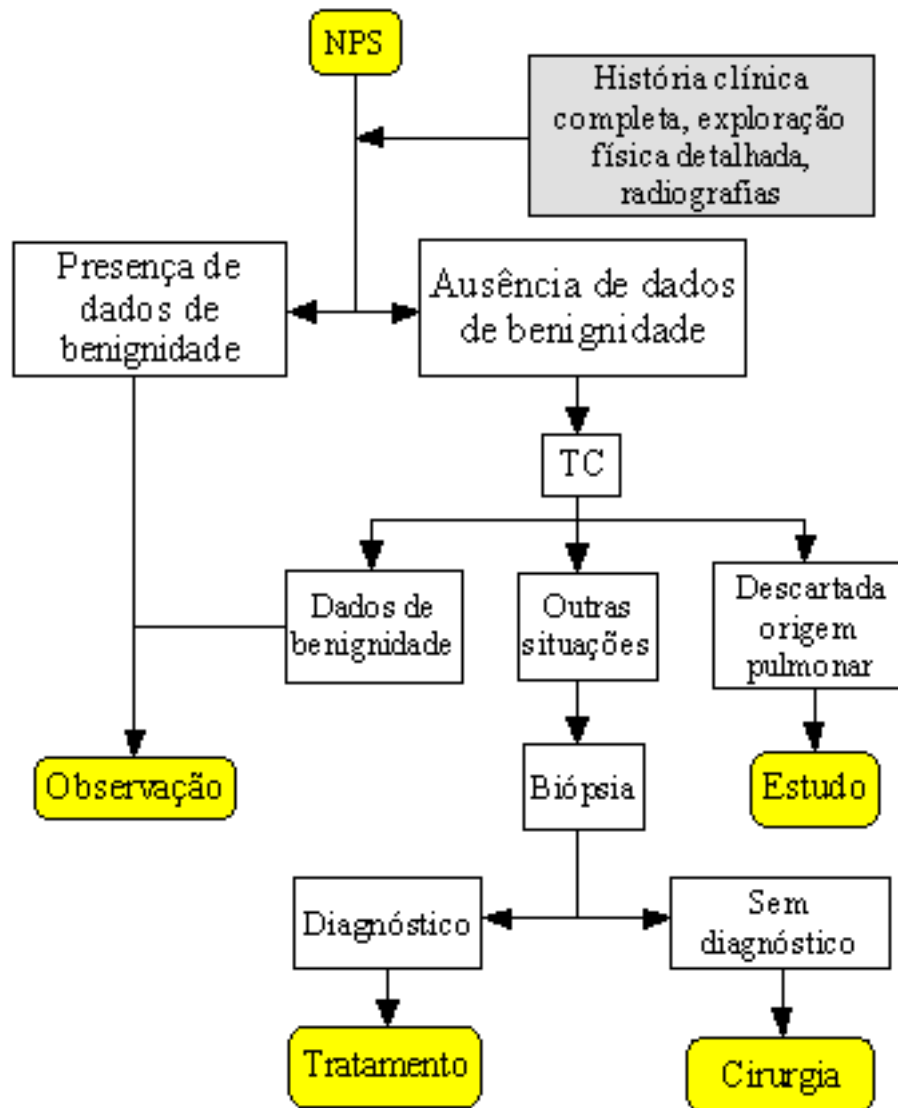 NPS
História clínica
completa, exploração
física detalhada,
radiografias
Presença de
dados de
benignidade
Ausência de dados
de benignidade
TC
Dados de
benignidade
Outras
situações
Descartada
origem
pulmonar
Observação
Biópsia
Estudo
Diagnóstico
Sem
diagnóstico
Tratamento
Cirurgia